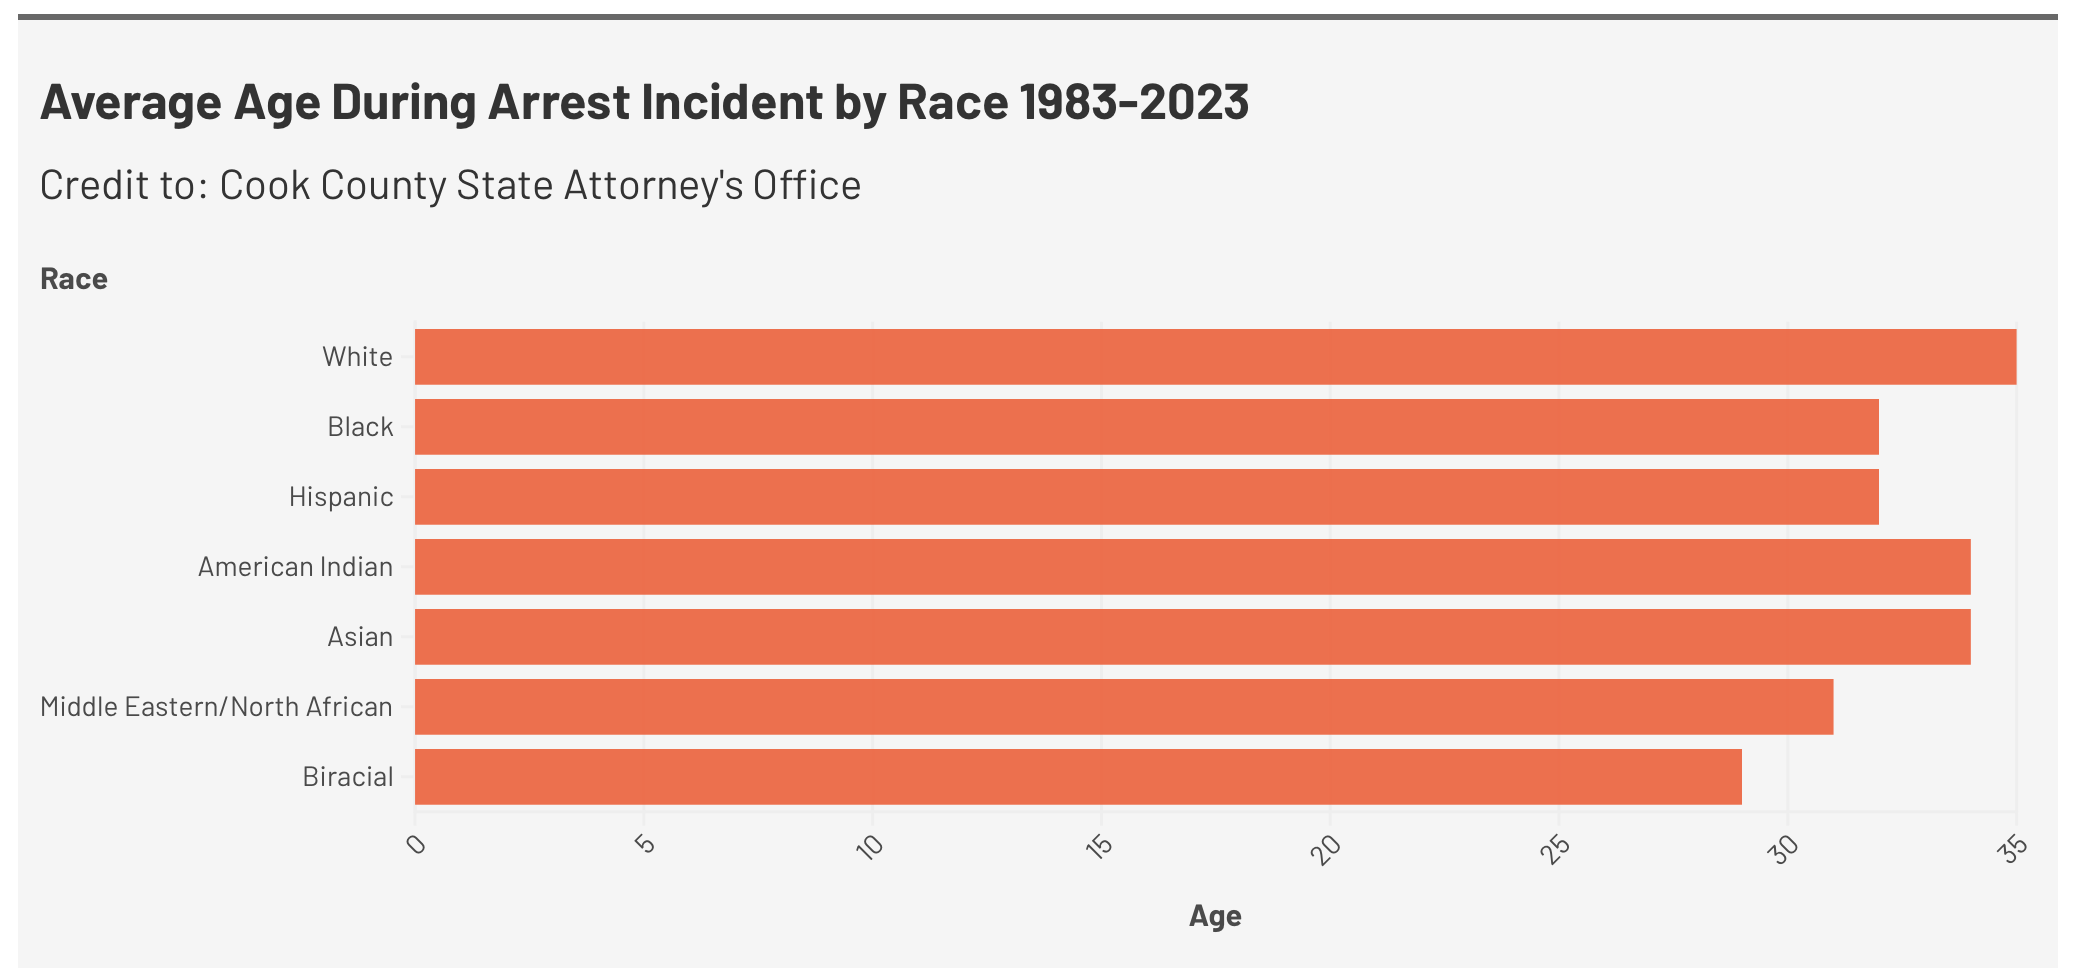 Average Age During Arrest Incident by Race 1983-2023
Credit to: Cook County State Attorney's Office
Race
White
Black
Hispanic
American Indian
Asian
Middle Eastern/North African
Biracial
0 5 10 15 20 25 30 35
Age